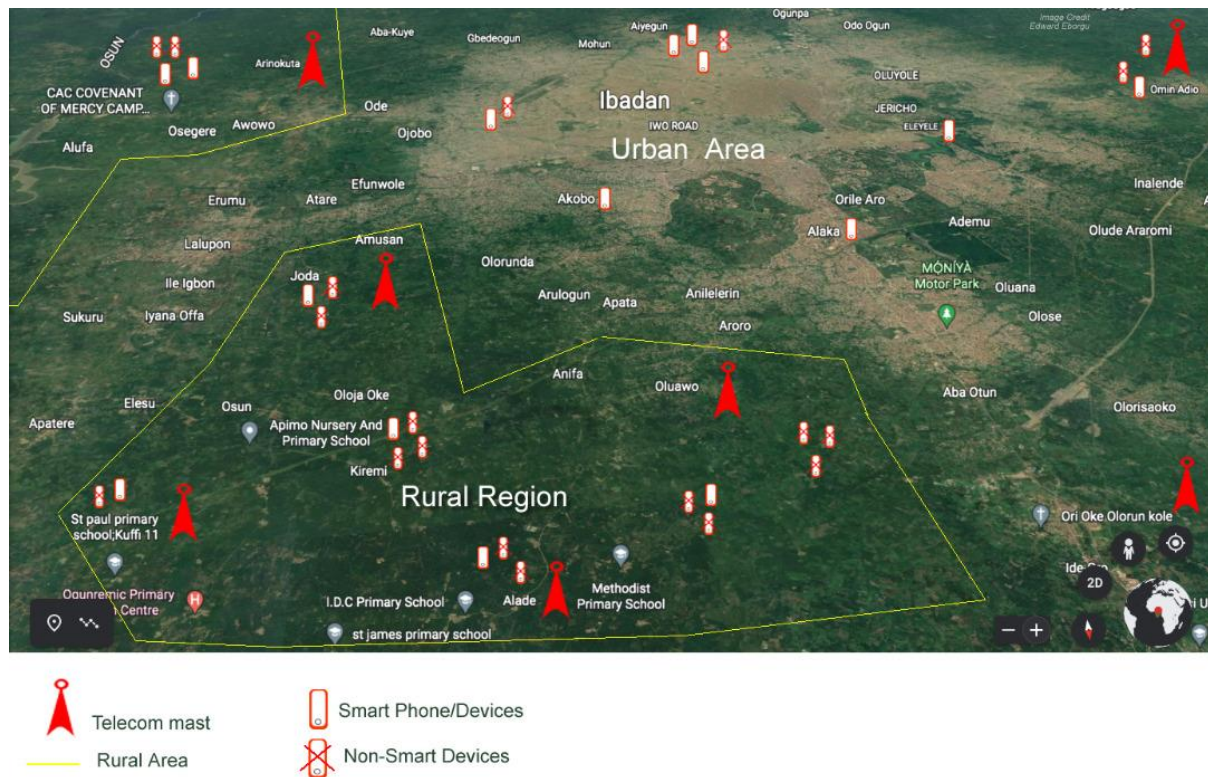 Ogunpa
Image Credit
Edward Eborgu
Aba-Kuye
Gbedeogun
Mohun
Aiyegun
Odo Ogun
OSUN
Arinokuta
OLUYOLE
Omin Adio
CAC COVENANT
OF MERCY CAMP...
Ode
Ibadan
JERICHO
Osegere
Awowo
Ojobo
IWO ROAD
ELEYELE
Alufa
Urban Area
Efunwole
Inalende
Erumu
Atare
Akobo
Orile Aro
Ademu
Lalupon
Amusan
Alaka
Olude Araromi
Olorunda
Joda
MÓNÍYÀ
Motor Park
Ile Igbon
Arulogun
Apata
Anilelerin
Oluana
Sukuru
Iyana Offa
Aroro
Olose
Anifa
Oluawo
Aba Otun
Elesu
Osun
Oloja Oke
Olorisaoko
Apatere
Apimo Nursery And
Primary School
Kiremi
Rural Region
St paul primary
school;Kuffi 11
Ori Oke Olorun kole
Ogunremic Primary
Centre
I.D.C Primary School
Alade
Methodist
Primary School
2D
st james primary school
Telecom mast
Smart Phone/Devices
Rural Area
Non-Smart Devices